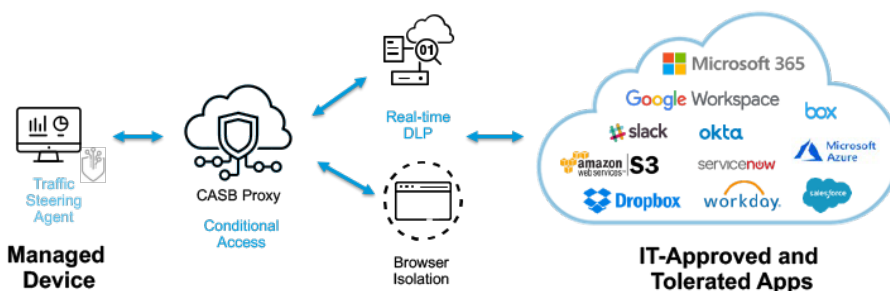 Traffic
Steering
Agent
Managed
Device
CASB Proxy
Conditional
Access
01
Real-time
DLP
Browser
Isolation
Microsoft 365
Google Workspace
box
slack
okta
Microsoft
Azure
amazon
web services™
S3
servicenow
Dropbox
workday.
salesforce
IT-Approved and
Tolerated Apps